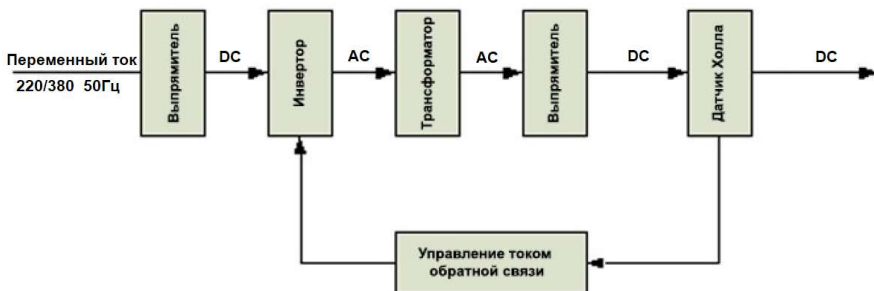 Переменный ток
220/380 50Гц
Выпрямитель
DC
Инвертор
AC
Трансформатор
AC
Выпрямитель
DC
Датчик Холла
DC
Управление током
обратной связи